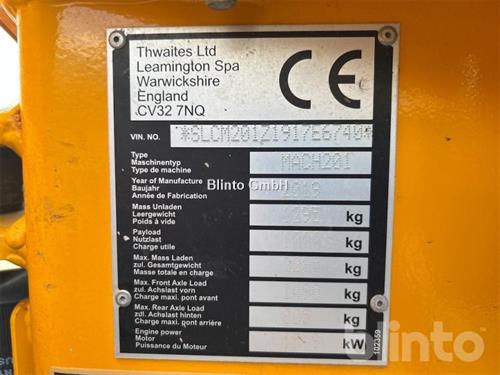 Thwaites Ltd
Leamington Spa
Warwickshire
England
CV32 7NQ
CE
VIN. NO. *SLCM201Z1917E6740*
Type
Maschinentyp
Type de machine
MACH201
Year of Manufacture
Baujahr
Année de Fabrication
Blinto GmbH
Mass Unladen
Leergewicht
Poids à vide
kg
Payload
Nutzlast
Charge utile
kg
Max. Mass Laden
zul. Gesamtgewicht
Masse totale en charge
kg
Max. Front Axle Load
zul. Achslast vorn
Charge maxi. pont avant
kg
Max. Rear Axle Load
zdl. Achslast hinten
Charge maxi. pont arrière
kg
Engine power
Motor
Puissance du Moteur
kW
102359
blinto